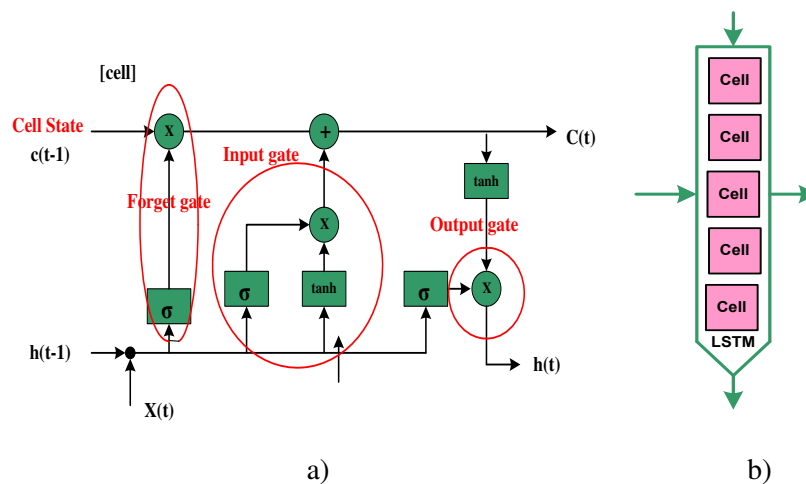 [cell]
Cell State
c(t-1)
X
+
C(t)
Input gate
tanh
Forget gate
X
Output gate
σ
σ
tanh
σ
X
h(t-1)
h(t)
X(t)
a)
Cell
Cell
Cell
Cell
Cell
LSTM
b)